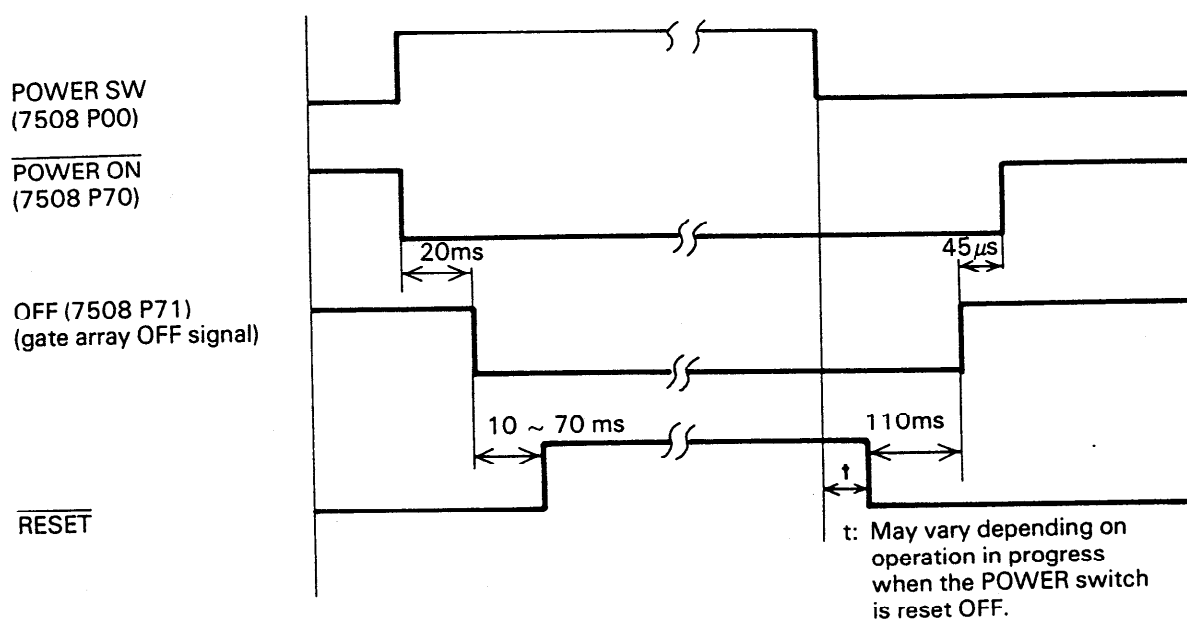 POWER SW
(7508 P00)
POWER ON
(7508 P70)
20ms
45μs
OFF (7508 P71)
(gate array OFF signal)
10 ~ 70 ms
110ms
t
RESET
t: May vary depending on
operation in progress
when the POWER switch
is reset OFF.